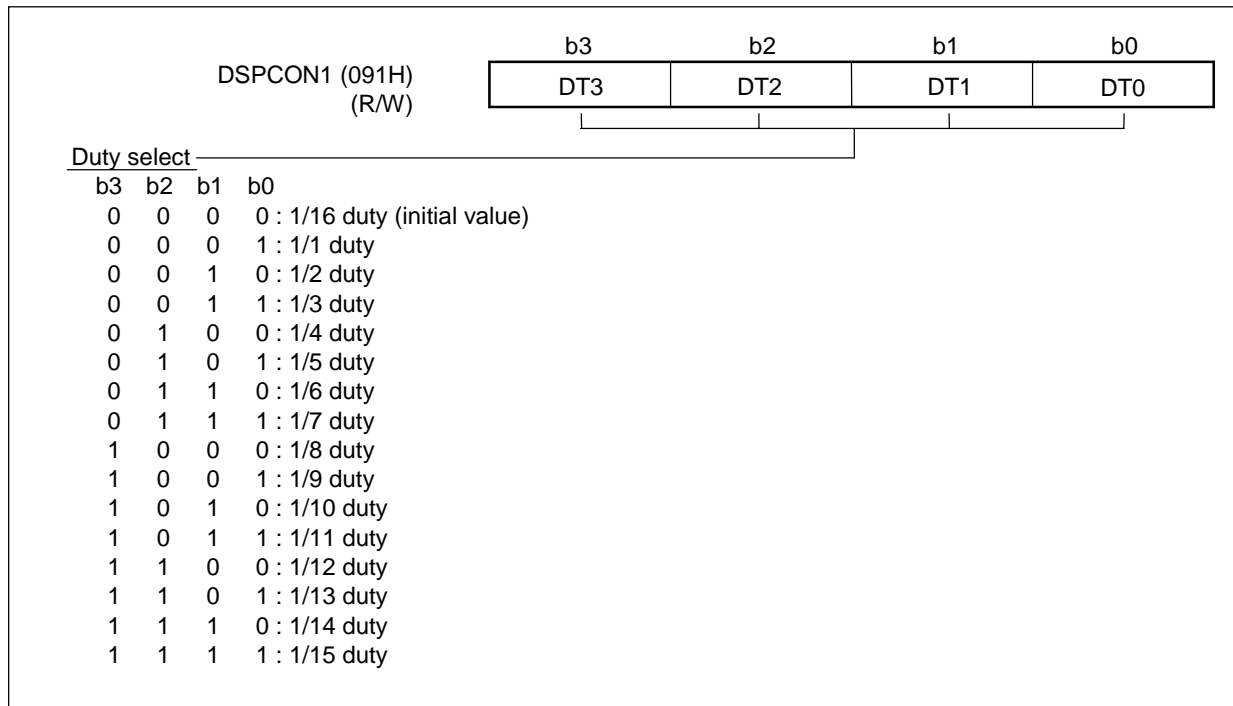 b3 b2 b1 b0
DSPCON1 (091H) DT3 DT2 DT1 DT0
(R/W)
Duty select
b3 b2 b1 b0
0 0 0 0 : 1/16 duty (initial value)
0 0 0 1 : 1/1 duty
0 0 1 0 : 1/2 duty
0 0 1 1 : 1/3 duty
0 1 0 0 : 1/4 duty
0 1 0 1 : 1/5 duty
0 1 1 0 : 1/6 duty
0 1 1 1 : 1/7 duty
1 0 0 0 : 1/8 duty
1 0 0 1 : 1/9 duty
1 0 1 0 : 1/10 duty
1 0 1 1 : 1/11 duty
1 1 0 0 : 1/12 duty
1 1 0 1 : 1/13 duty
1 1 1 0 : 1/14 duty
1 1 1 1 : 1/15 duty